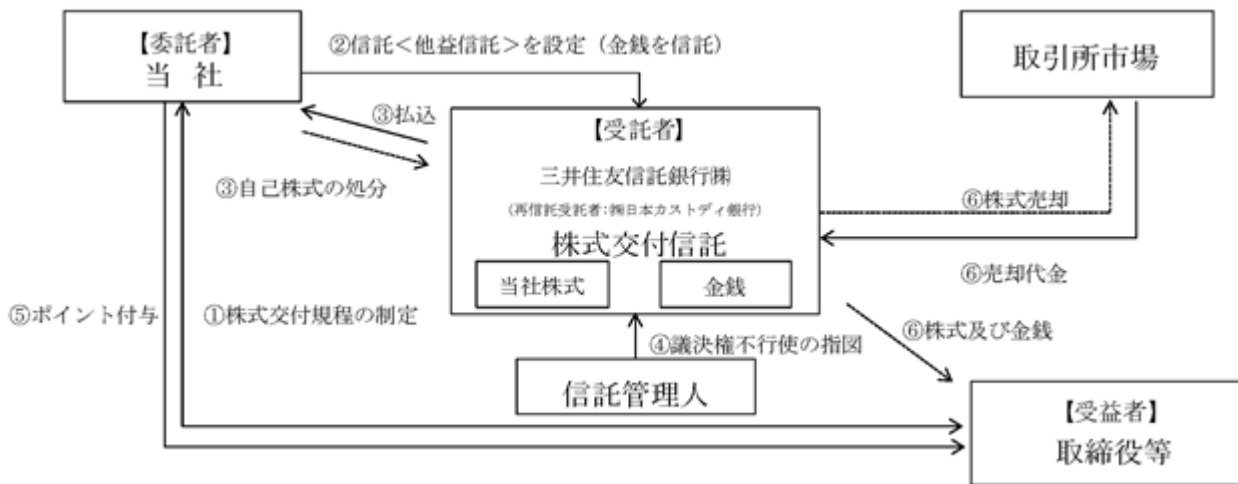 【委託者】
当 社
②信託＜他益信託＞を設定（金銭を信託）
取引所市場
③払込
③自己株式の処分
【受託者】
三井住友信託銀行㈱
（再信託受託者：㈱日本カストディ銀行）
株式交付信託
当社株式
金銭
⑥株式売却
⑥売却代金
⑤ポイント付与
①株式交付規程の制定
④議決権不行使の指図
⑥株式及び金銭
信託管理人
【受益者】
取締役等